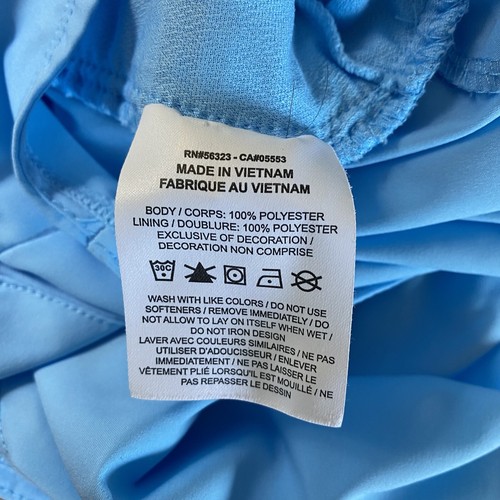 RN#56323 - CA#05553
MADE IN VIETNAM
FABRIQUE AU VIETNAM
BODY / CORPS: 100% POLYESTER
LINING / DOUBLURE: 100% POLYESTER
EXCLUSIVE OF DECORATION /
DECORATION NON COMPRISE
30C
WASH WITH LIKE COLORS / DO NOT USE
SOFTENERS / REMOVE IMMEDIATELY / DO
NOT ALLOW TO LAY ON ITSELF WHEN WET /
DO NOT IRON DESIGN
LAVER AVEC COULEURS SIMILAIRES / NE PAS
UTILISER D'ADOUCISSEUR / ENLEVER
IMMEDIATEMENT / NE PAS LAISSER LE
VÊTEMENT PLIÉ LORSQU'IL EST MOUILLÉ / NE
PAS REPASSER LE DESSIN